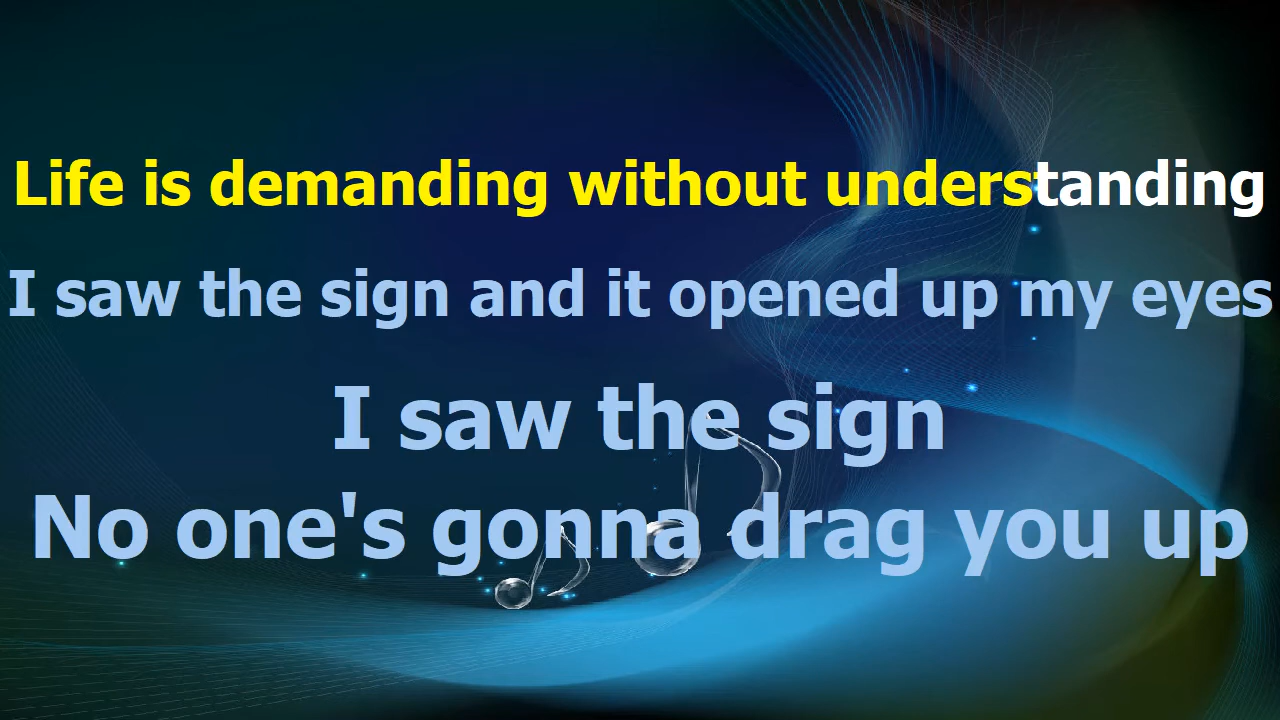 Life is demanding without understanding
I saw the sign and it opened up my eyes
I saw the sign
No one's gonna drag you up